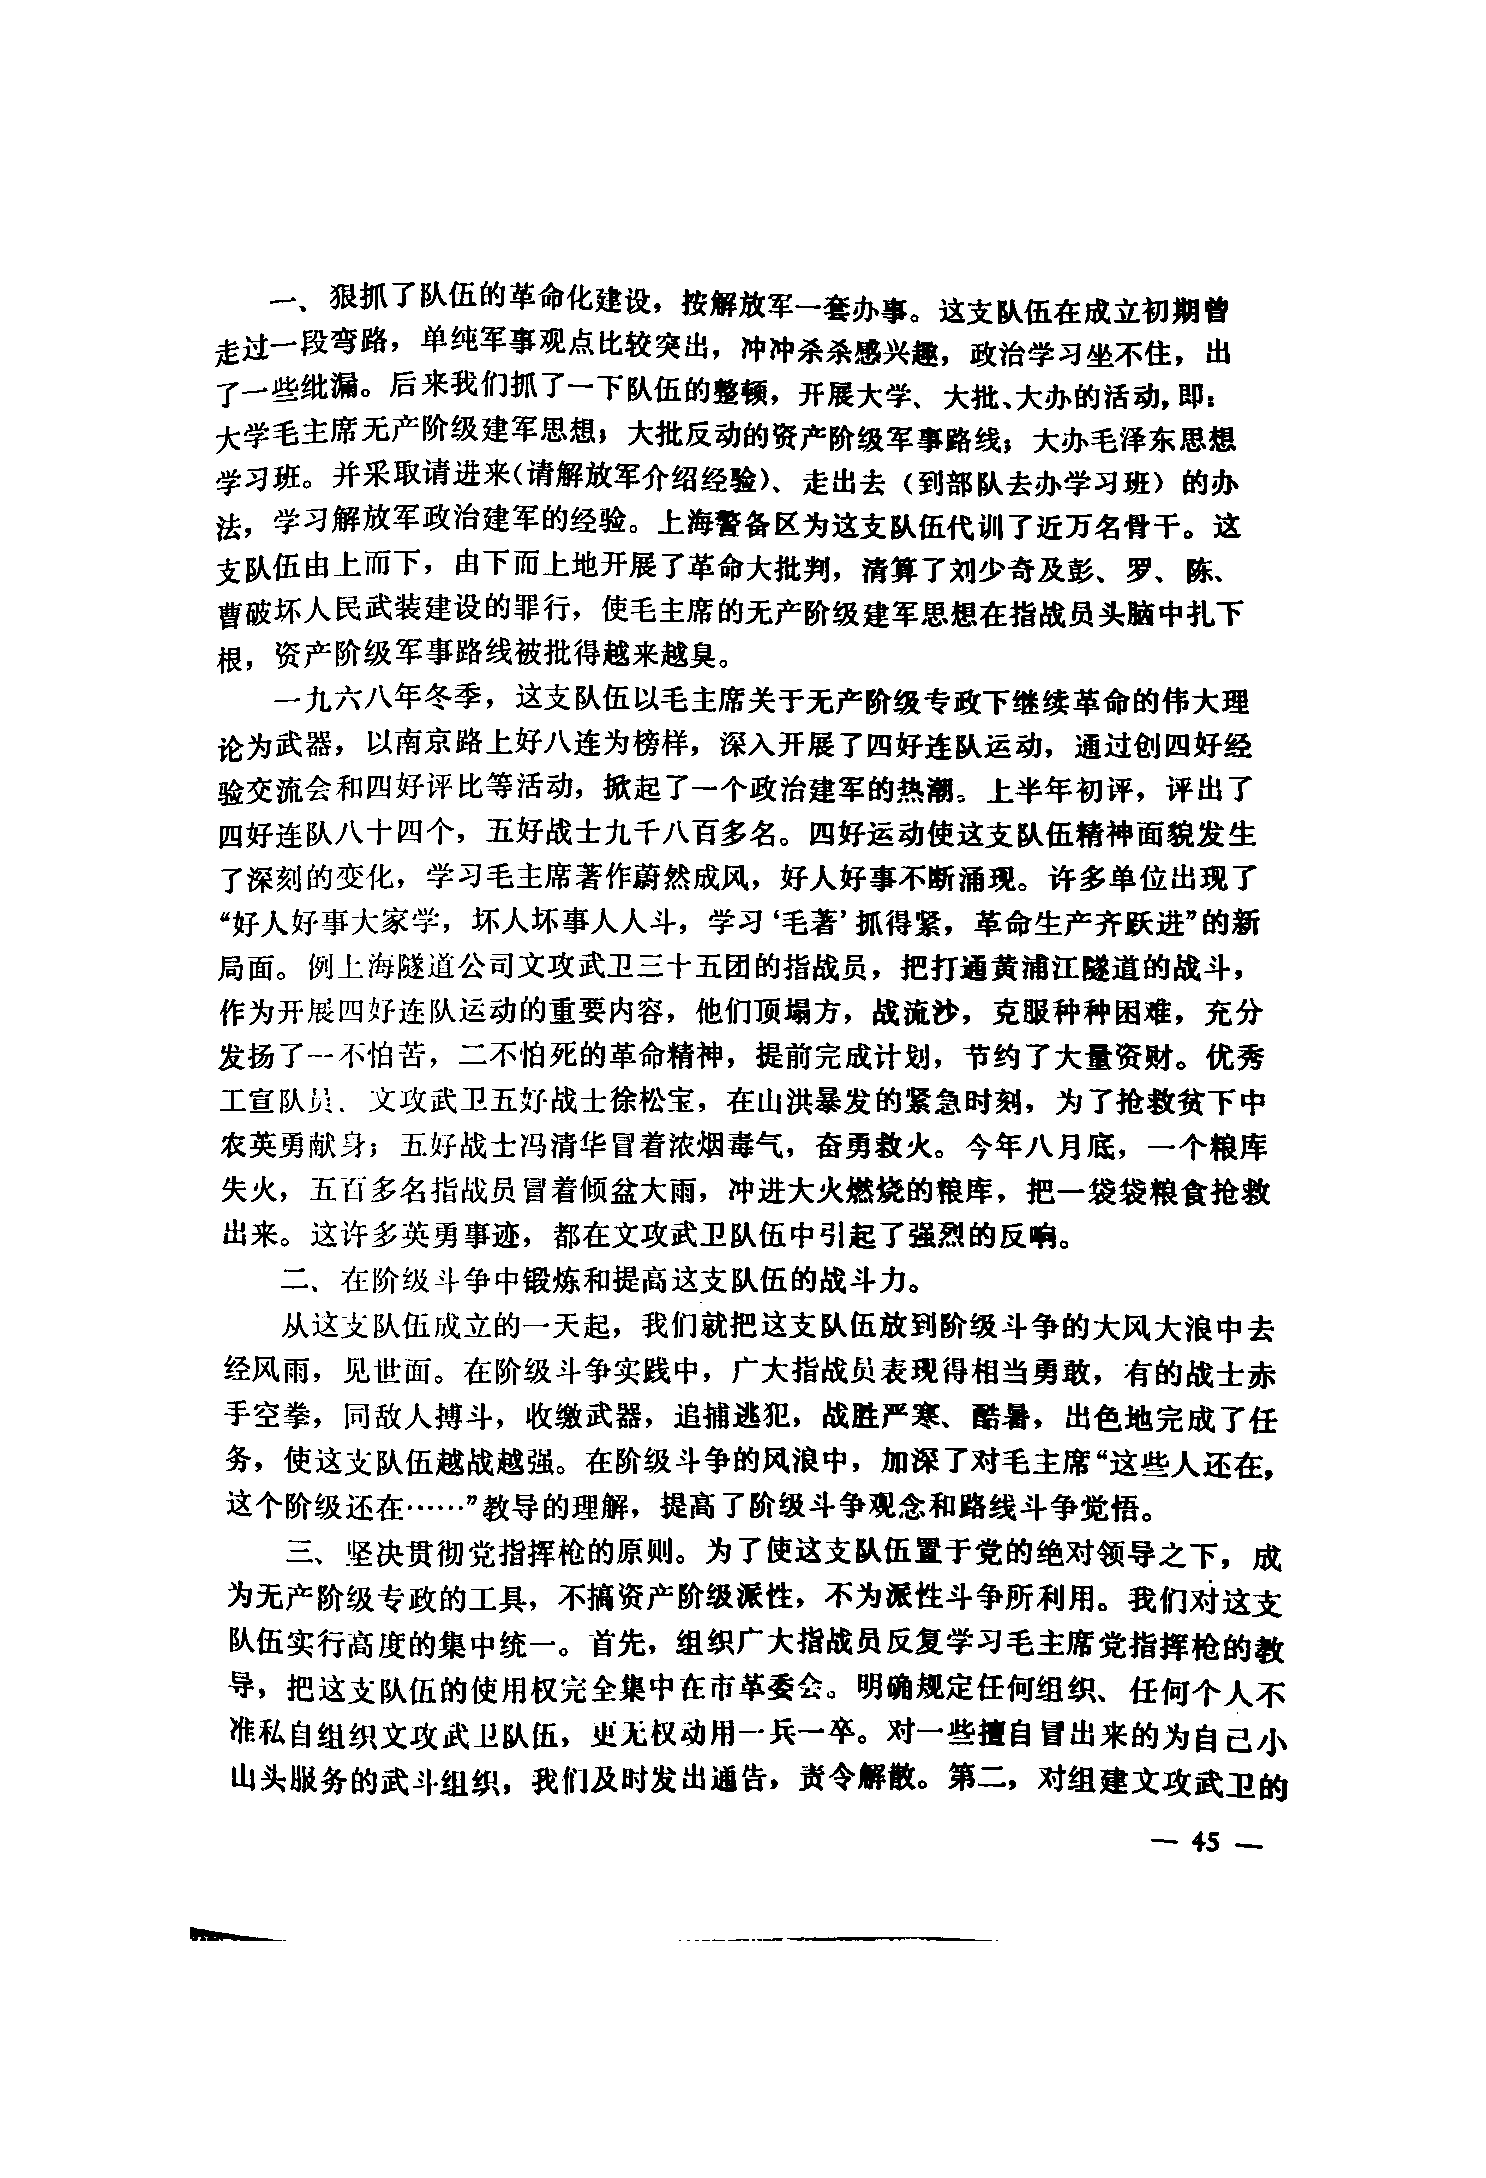 一、狠抓了队伍的革命化建设，按解放军一套办事。这支队伍在成立初期曾
走过一段弯路，单纯军事观点比较突出，冲冲杀杀感兴趣，政治学习坐不住，出
了一些纰漏。后来我们抓了一下队伍的整顿，开展大学、大批、大办的活动，即：
大学毛主席无产阶级建军思想；大批反动的资产阶级军事路线；大办毛泽东思想
学习班。并采取请进来（请解放军介绍经验）、走出去（到部队去办学习班）的办
法，学习解放军政治建军的经验。上海警备区为这支队伍代训了近万名骨干。这
支队伍由上而下，由下而上地开展了革命大批判，清算了刘少奇及彭、罗、陈、
曹破坏人民武装建设的罪行，使毛主席的无产阶级建军思想在指战员头脑中扎下
根，资产阶级军事路线被批得越来越臭。
一九六八年冬季，这支队伍以毛主席关于无产阶级专政下继续革命的伟大理
论为武器，以南京路上好八连为榜样，深入开展了四好连队运动，通过创四好经
验交流会和四好评比等活动，掀起了一个政治建军的热潮。上半年初评，评出了
四好连队八十四个，五好战士九千八百多名。四好运动使这支队伍精神面貌发生
了深刻的变化，学习毛主席著作蔚然成风，好人好事不断涌现。许多单位出现了
“好人好事大家学，坏人坏事人人斗，学习‘毛著’抓得紧，革命生产齐跃进”的新
局面。例上海隧道公司文攻武卫三十五团的指战员，把打通黄浦江隧道的战斗，
作为开展四好连队运动的重要内容，他们顶塌方，战流沙，克服种种困难，充分
发扬了一不怕苦，二不怕死的革命精神，提前完成计划，节约了大量资财。优秀
工宣队员、文攻武卫五好战士徐松宝，在山洪暴发的紧急时刻，为了抢救贫下中
农英勇献身；五好战士冯清华冒着浓烟毒气，奋勇救火。今年八月底，一个粮库
失火，五百多名指战员冒着倾盆大雨，冲进大火燃烧的粮库，把一袋袋粮食抢救
出来。这许多英勇事迹，都在文攻武卫队伍中引起了强烈的反响。
二、在阶级斗争中锻炼和提高这支队伍的战斗力。
从这支队伍成立的一天起，我们就把这支队伍放到阶级斗争的大风大浪中去
经风雨，见世面。在阶级斗争实践中，广大指战员表现得相当勇敢，有的战士赤
手空拳，同敌人搏斗，收缴武器，追捕逃犯，战胜严寒、酷暑，出色地完成了任
务，使这支队伍越战越强。在阶级斗争的风浪中，加深了对毛主席“这些人还在，
这个阶级还在……”教导的理解，提高了阶级斗争观念和路线斗争觉悟。
三、坚决贯彻党指挥枪的原则。为了使这支队伍置于党的绝对领导之下，成
为无产阶级专政的工具，不搞资产阶级派性，不为派性斗争所利用。我们对这支
队伍实行高度的集中统一。首先，组织广大指战员反复学习毛主席党指挥枪的教
导，把这支队伍的使用权完全集中在市革委会。明确规定任何组织、任何个人不
准私自组织文攻武卫队伍，更无权动用一兵一卒。对一些擅自冒出来的为自己小
山头服务的武斗组织，我们及时发出通告，责令解散。第二，对组建文攻武卫的
— 45 —